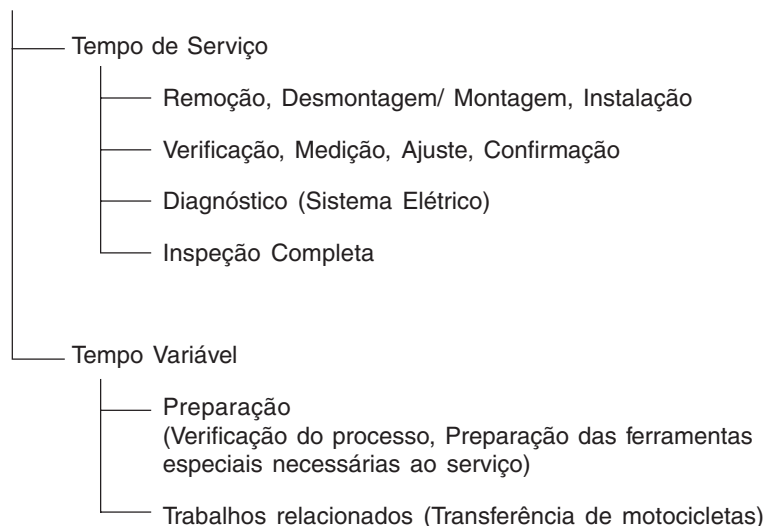 Tempo de Serviço
Remoção, Desmontagem/ Montagem, Instalação
Verificação, Medição, Ajuste, Confirmação
Diagnóstico (Sistema Elétrico)
Inspeção Completa
Tempo Variável
Preparação
(Verificação do processo, Preparação das ferramentas
especiais necessárias ao serviço)
Trabalhos relacionados (Transferência de motocicletas)